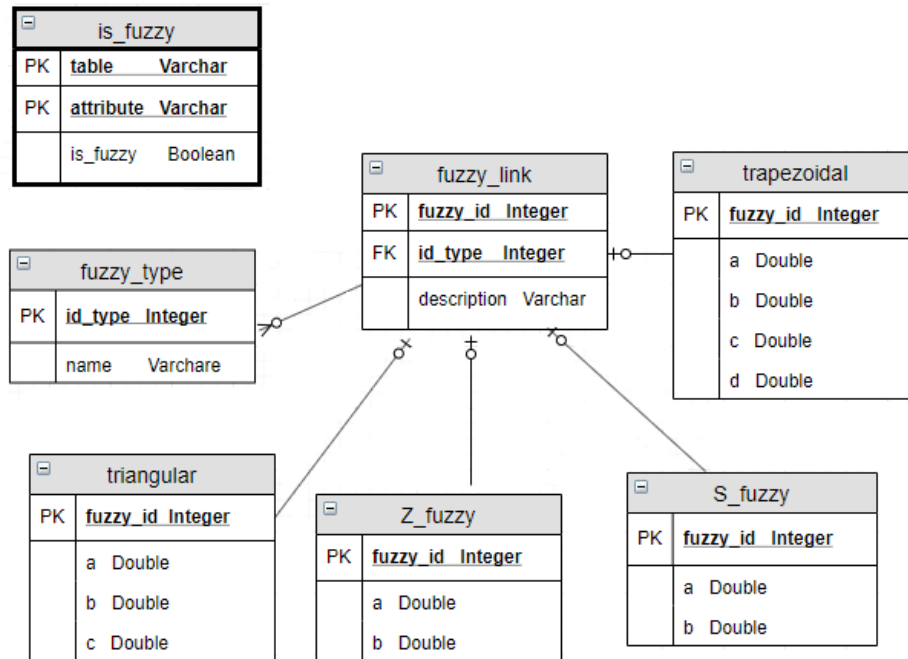 is_fuzzy
PK table Varchar
PK attribute Varchar
is_fuzzy Boolean
fuzzy_link
PK fuzzy_id Integer
FK id_type Integer
description Varchar
trapezoidal
PK fuzzy_id Integer
a Double
b Double
c Double
d Double
fuzzy_type
PK id_type Integer
name Varchare
triangular
PK fuzzy_id Integer
a Double
b Double
c Double
Z_fuzzy
PK fuzzy_id Integer
a Double
b Double
S_fuzzy
PK fuzzy_id Integer
a Double
b Double